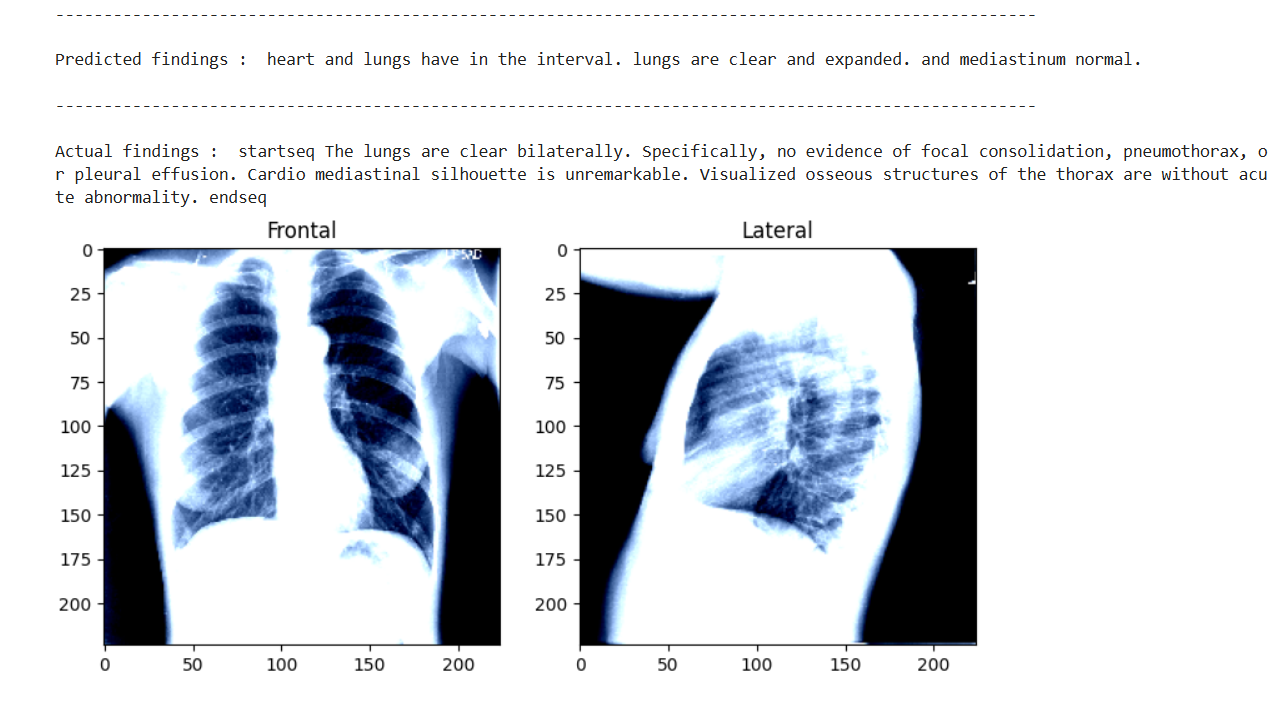 ------------------------------------------------------------------------------------------------------
Predicted findings :  heart and lungs have in the interval. lungs are clear and expanded. and mediastinum normal.
------------------------------------------------------------------------------------------------------
Actual findings :  startseq The lungs are clear bilaterally. Specifically, no evidence of focal consolidation, pneumothorax, o
r pleural effusion. Cardio mediastinal silhouette is unremarkable. Visualized osseous structures of the thorax are without acu
te abnormality. endseq
Frontal
0
25
50
75
100
125
150
175
200
0 50 100 150 200
Lateral
0
25
50
75
100
125
150
175
200
0 50 100 150 200